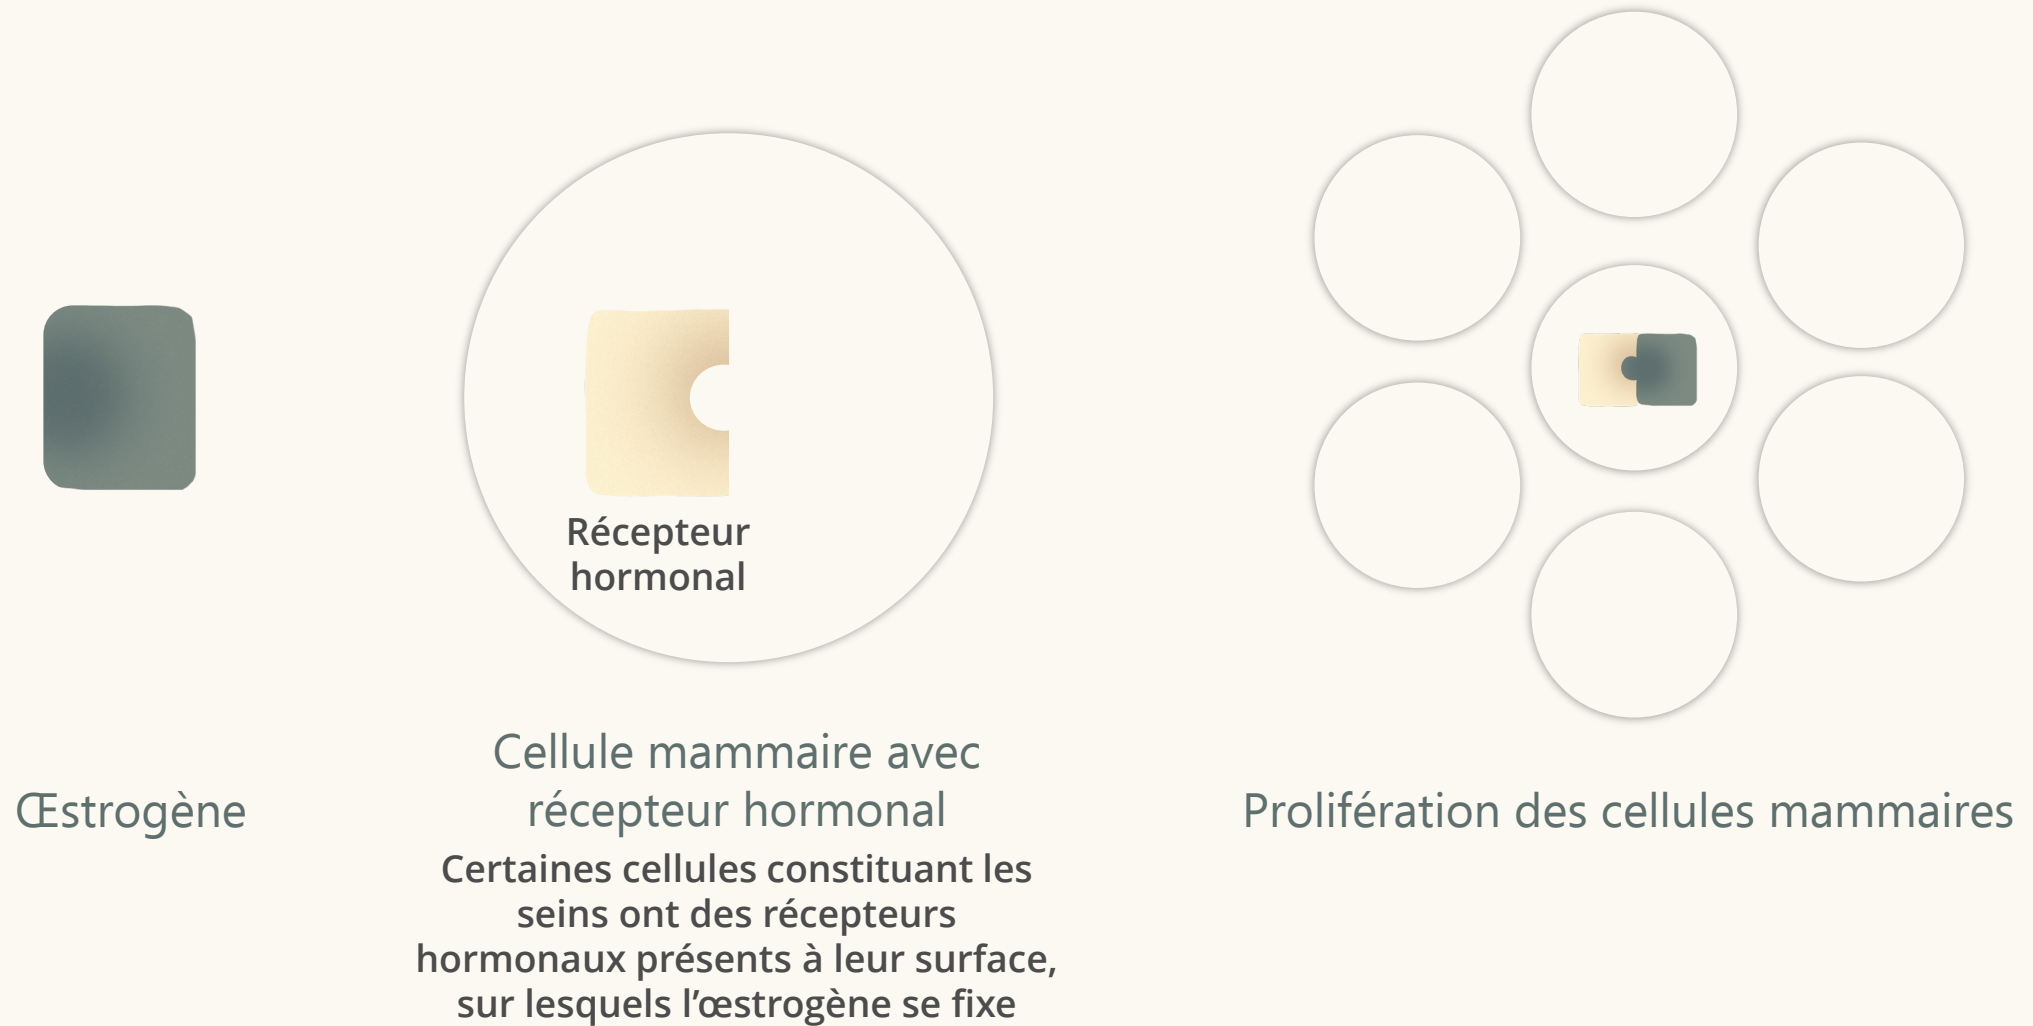 Récepteur
hormonal
Œstrogène
Cellule mammaire avec
récepteur hormonal
Certaines cellules constituant les
seins ont des récepteurs
hormonaux présents à leur surface,
sur lesquels l’œstrogène se fixe
Prolifération des cellules mammaires